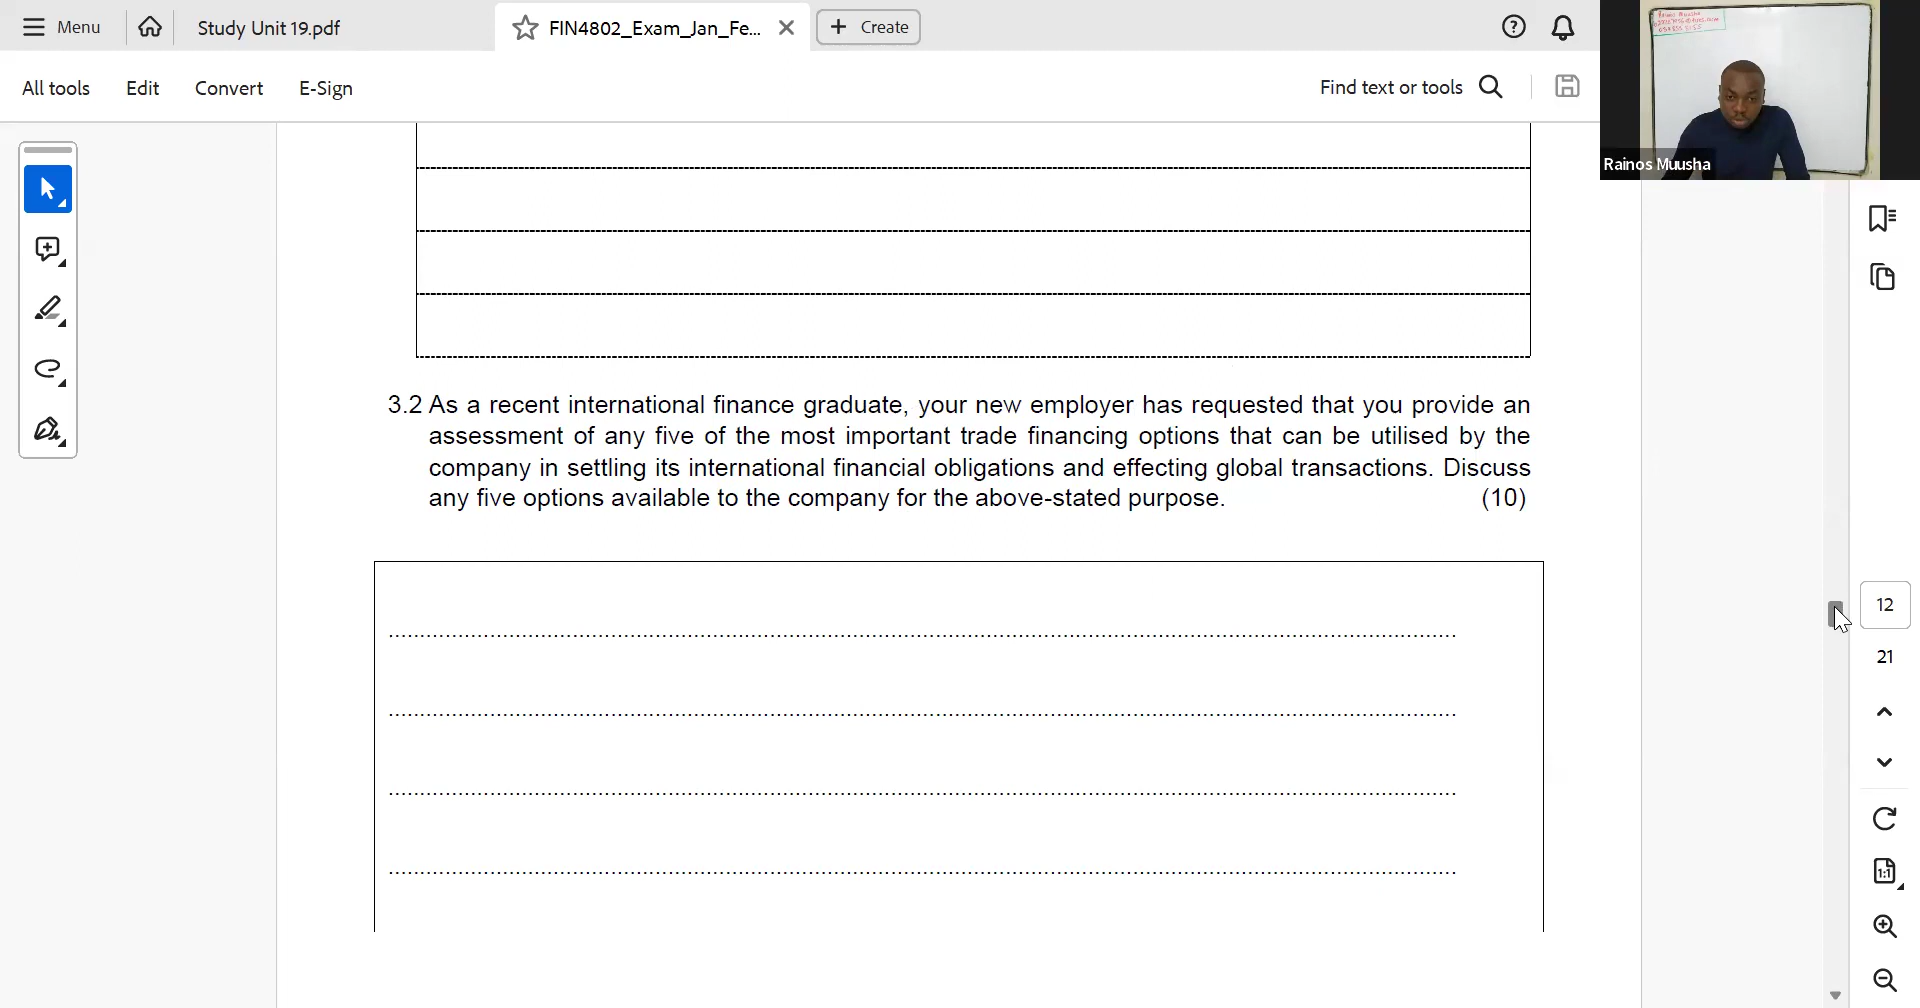 Menu
Study Unit 19.pdf
FIN4802_Exam_Jan_Fe...
Create
All tools
Edit
Convert
E-Sign
Find text or tools
Rainos Muusha
3.2 As a recent international finance graduate, your new employer has requested that you provide an
assessment of any five of the most important trade financing options that can be utilised by the
company in settling its international financial obligations and effecting global transactions. Discuss
any five options available to the company for the above-stated purpose. (10)
12
21
1:1